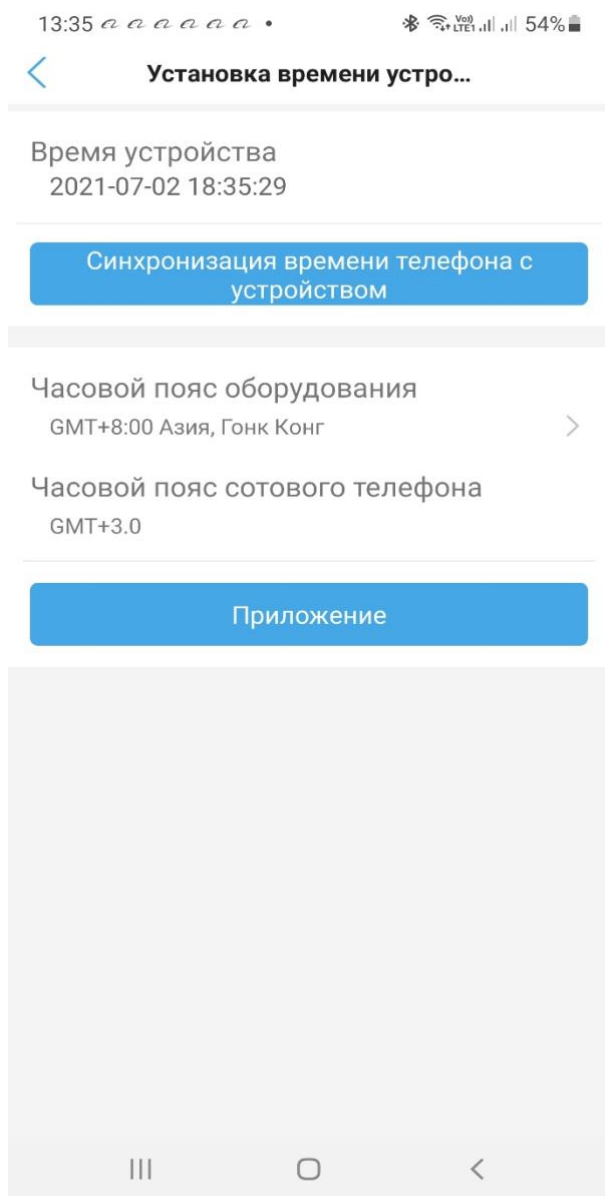 13:35 54%
Установка времени устро...
Время устройства
2021-07-02 18:35:29
Синхронизация времени телефона с
устройством
Часовой пояс оборудования
GMT+8:00 Азия, Гонк Конг
Часовой пояс сотового телефона
GMT+3.0
Приложение